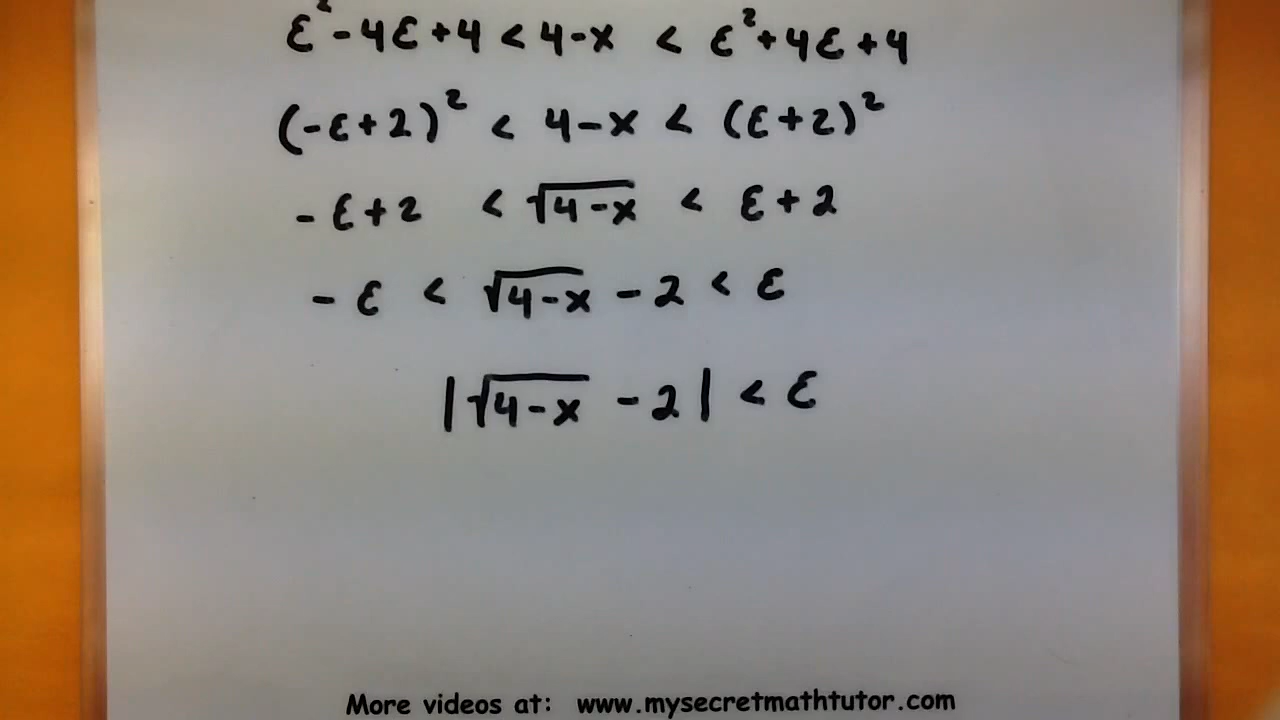 ε² - 4ε + 4 < 4 - x < ε² + 4ε + 4
(-ε + 2)² < 4 - x < (ε + 2)²
-ε + 2 < √(4 - x) < ε + 2
-ε < √(4 - x) - 2 < ε
|√(4 - x) - 2| < ε
More videos at: www.mysecretmathtutor.com